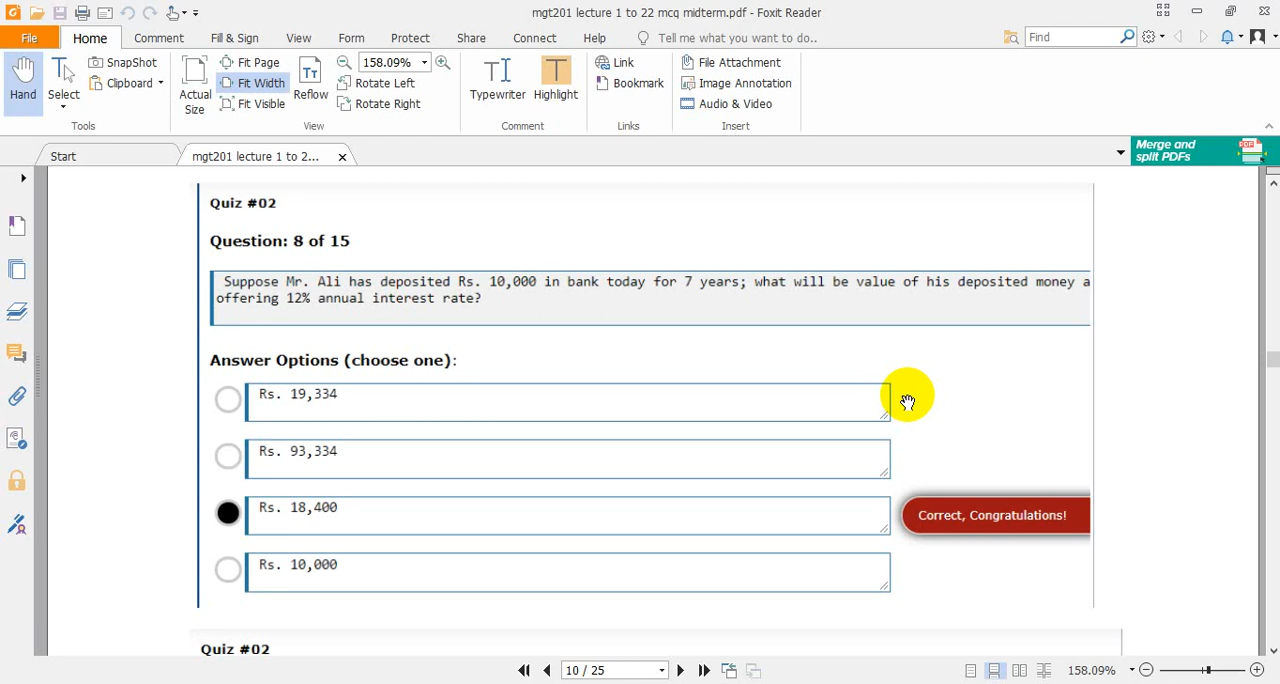 mgt201 lecture 1 to 22 mcq midterm.pdf - Foxit Reader
File Home Comment Fill & Sign View Form Protect Share Connect Help Tell me what you want to do.. Find
Hand
Select
SnapShot
Clipboard
Tools
Actual Size
Fit Page
Fit Width
Fit Visible
Reflow
158.09%
Rotate Left
Rotate Right
View
Typewriter
Highlight
Comment
Link
Bookmark
Links
File Attachment
Image Annotation
Audio & Video
Insert
Start
mgt201 lecture 1 to 2...
Merge and
split PDFs
PDF
Quiz #02
Question: 8 of 15
Suppose Mr. Ali has deposited Rs. 10,000 in bank today for 7 years; what will be value of his deposited money a
offering 12% annual interest rate?
Answer Options (choose one):
Rs. 19,334
Rs. 93,334
Rs. 18,400
Correct, Congratulations!
Rs. 10,000
Quiz #02
10 / 25
158.09%